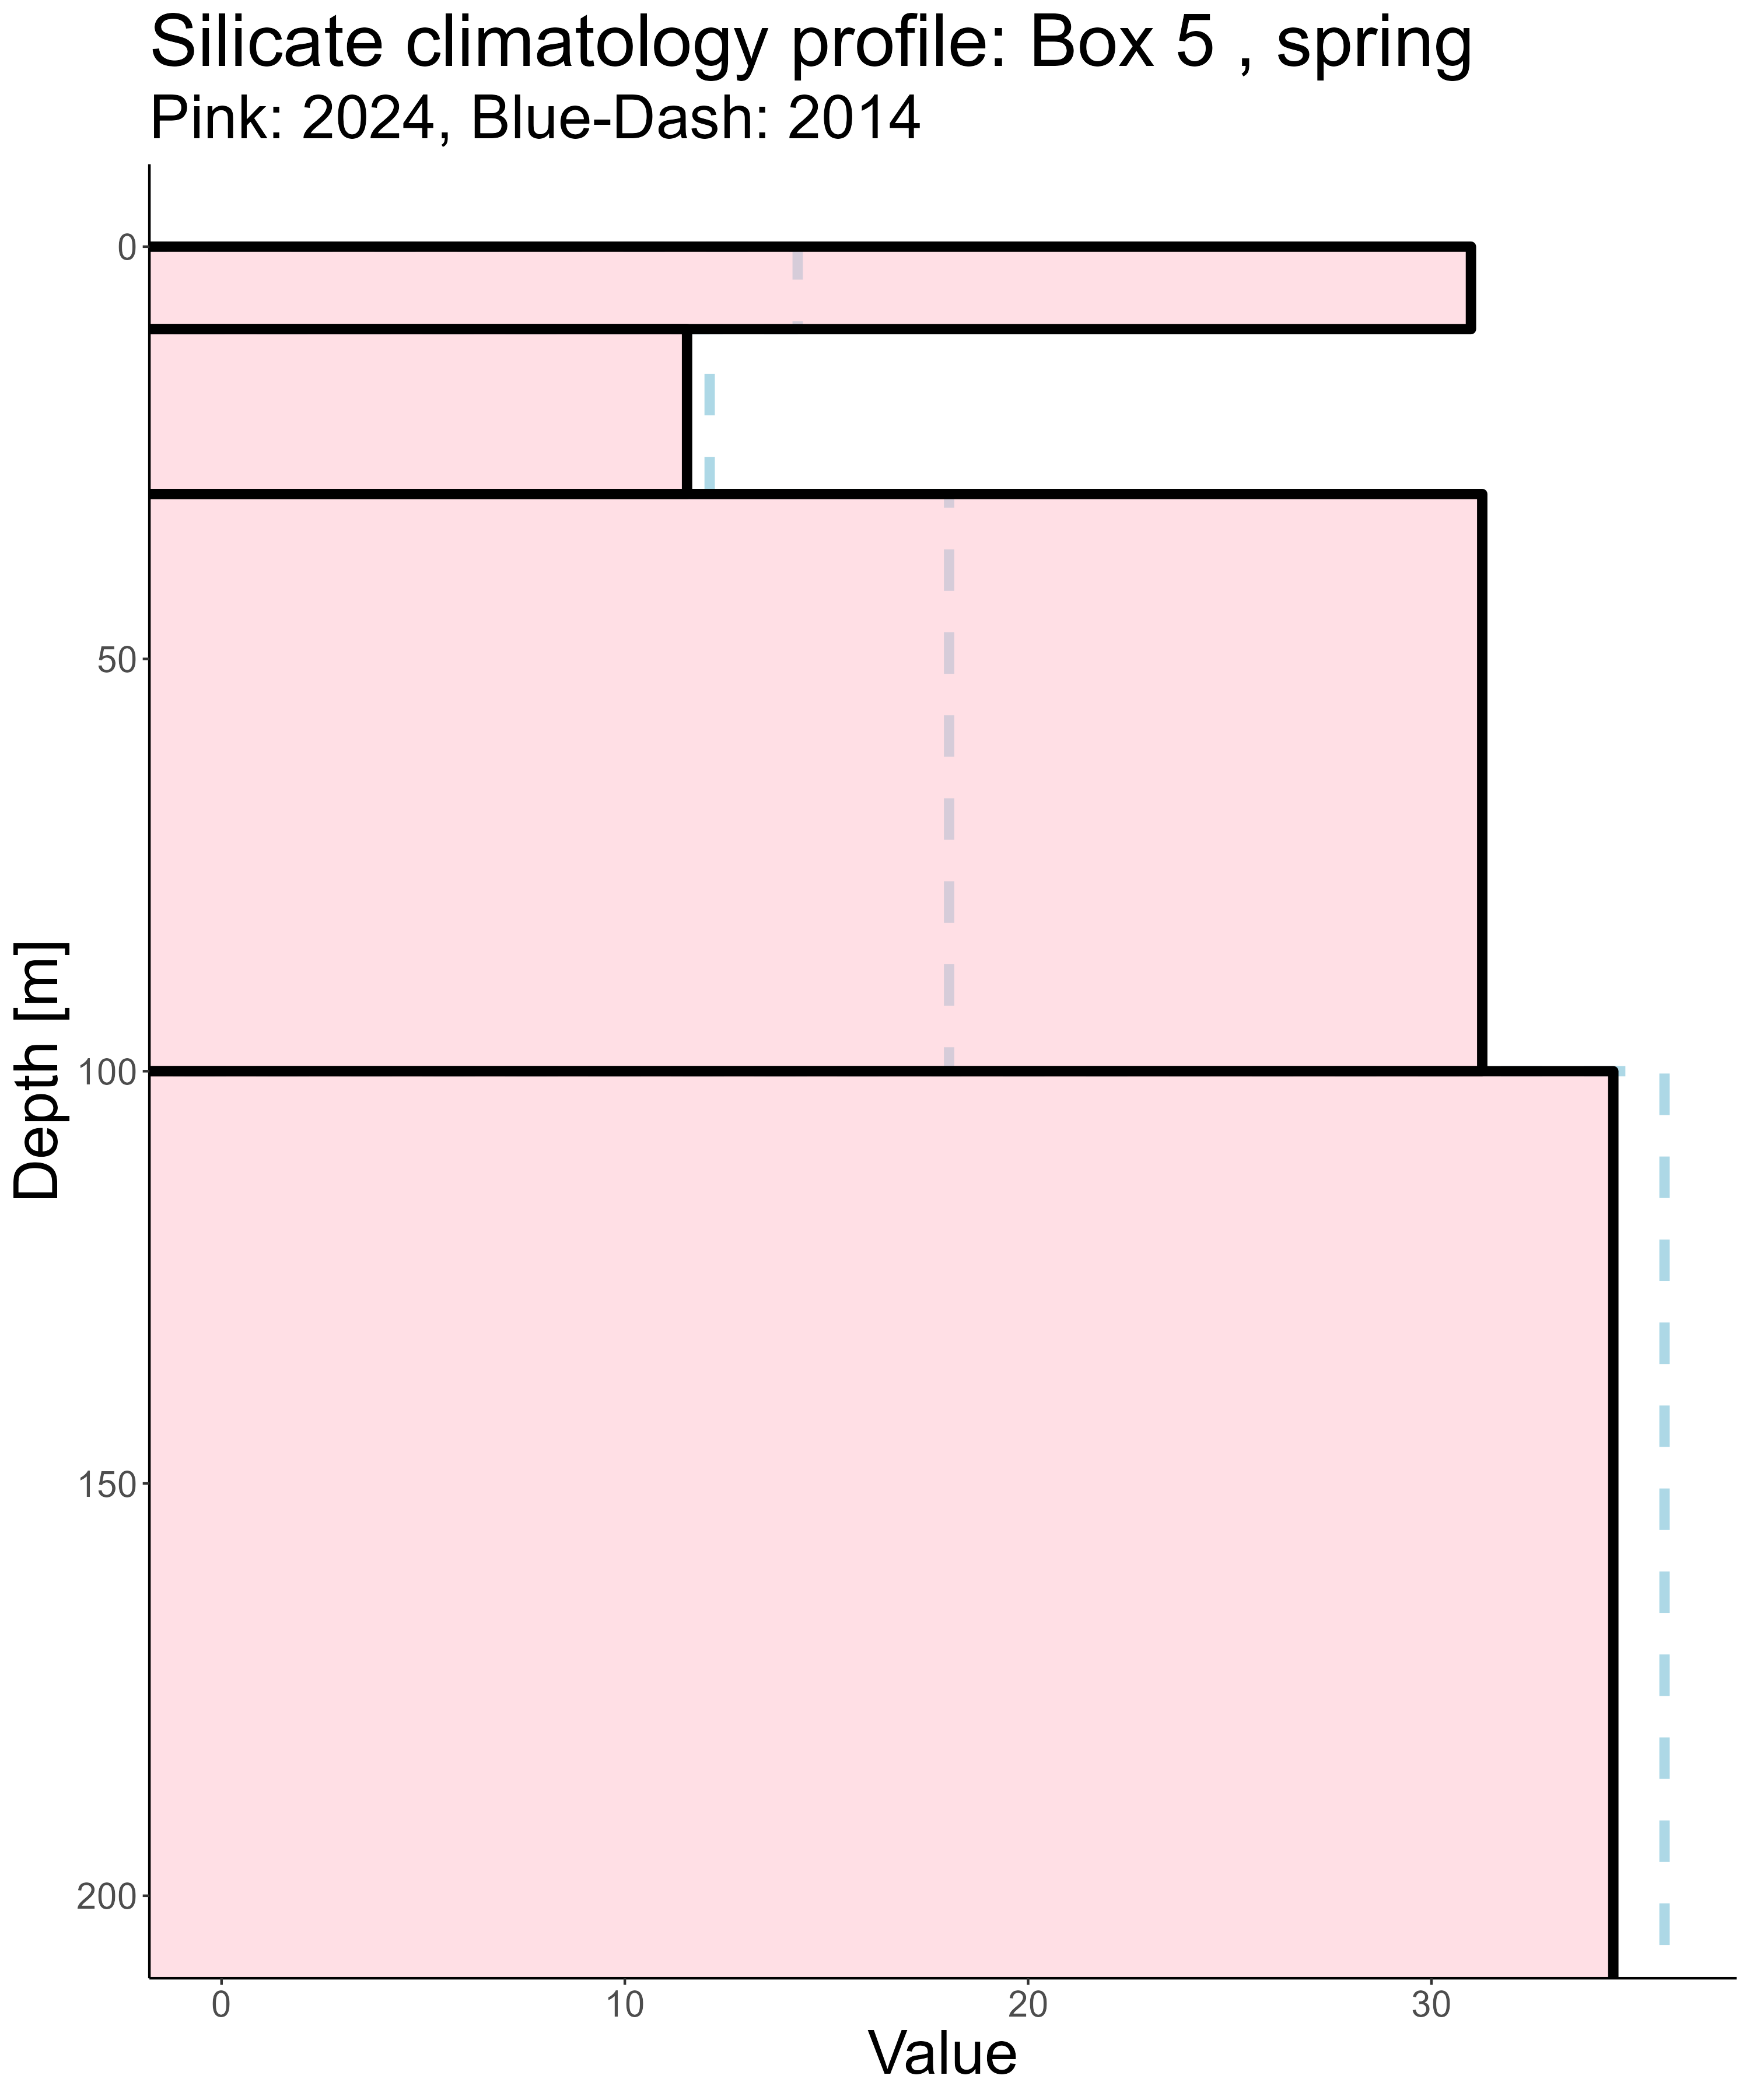 Silicate climatology profile: Box 5 , spring
Pink: 2024, Blue-Dash: 2014
0
50
100
150
200
Depth [m]
0 10 20 30
Value